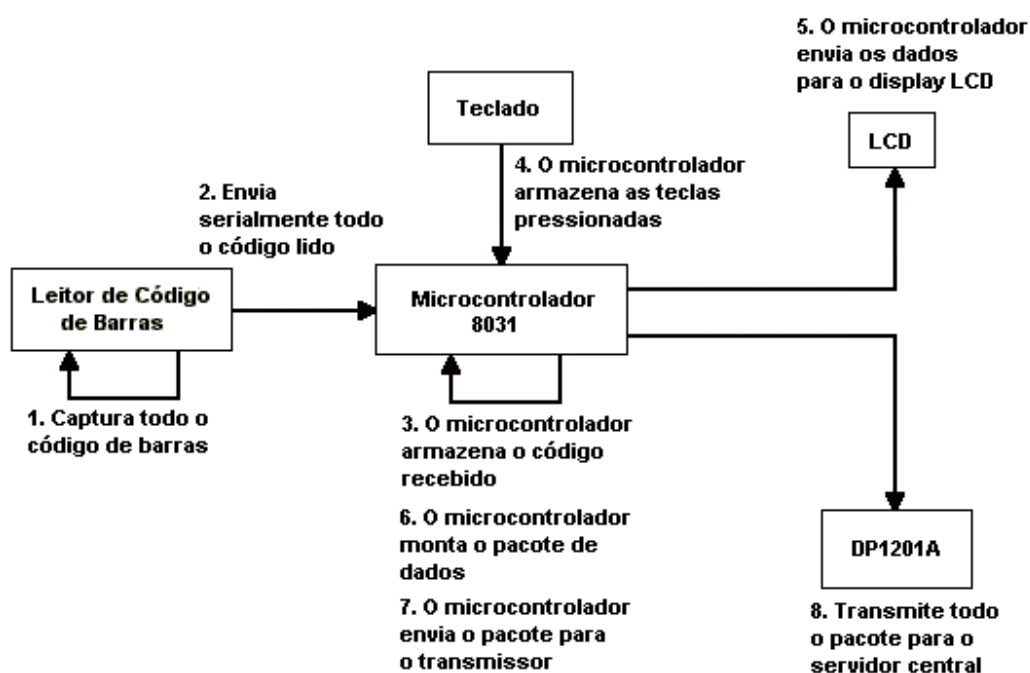 5. O microcontrolador
envia os dados
para o display LCD
Teclado
LCD
4. O microcontrolador
armazena as teclas
pressionadas
2. Envia
serialmente todo
o código lido
Leitor de Código
de Barras
Microcontrolador
8031
1. Captura todo o
código de barras
3. O microcontrolador
armazena o código
recebido
6. O microcontrolador
monta o pacote de
dados
7. O microcontrolador
envia o pacote para
o transmissor
DP1201A
8. Transmite todo
o pacote para o
servidor central